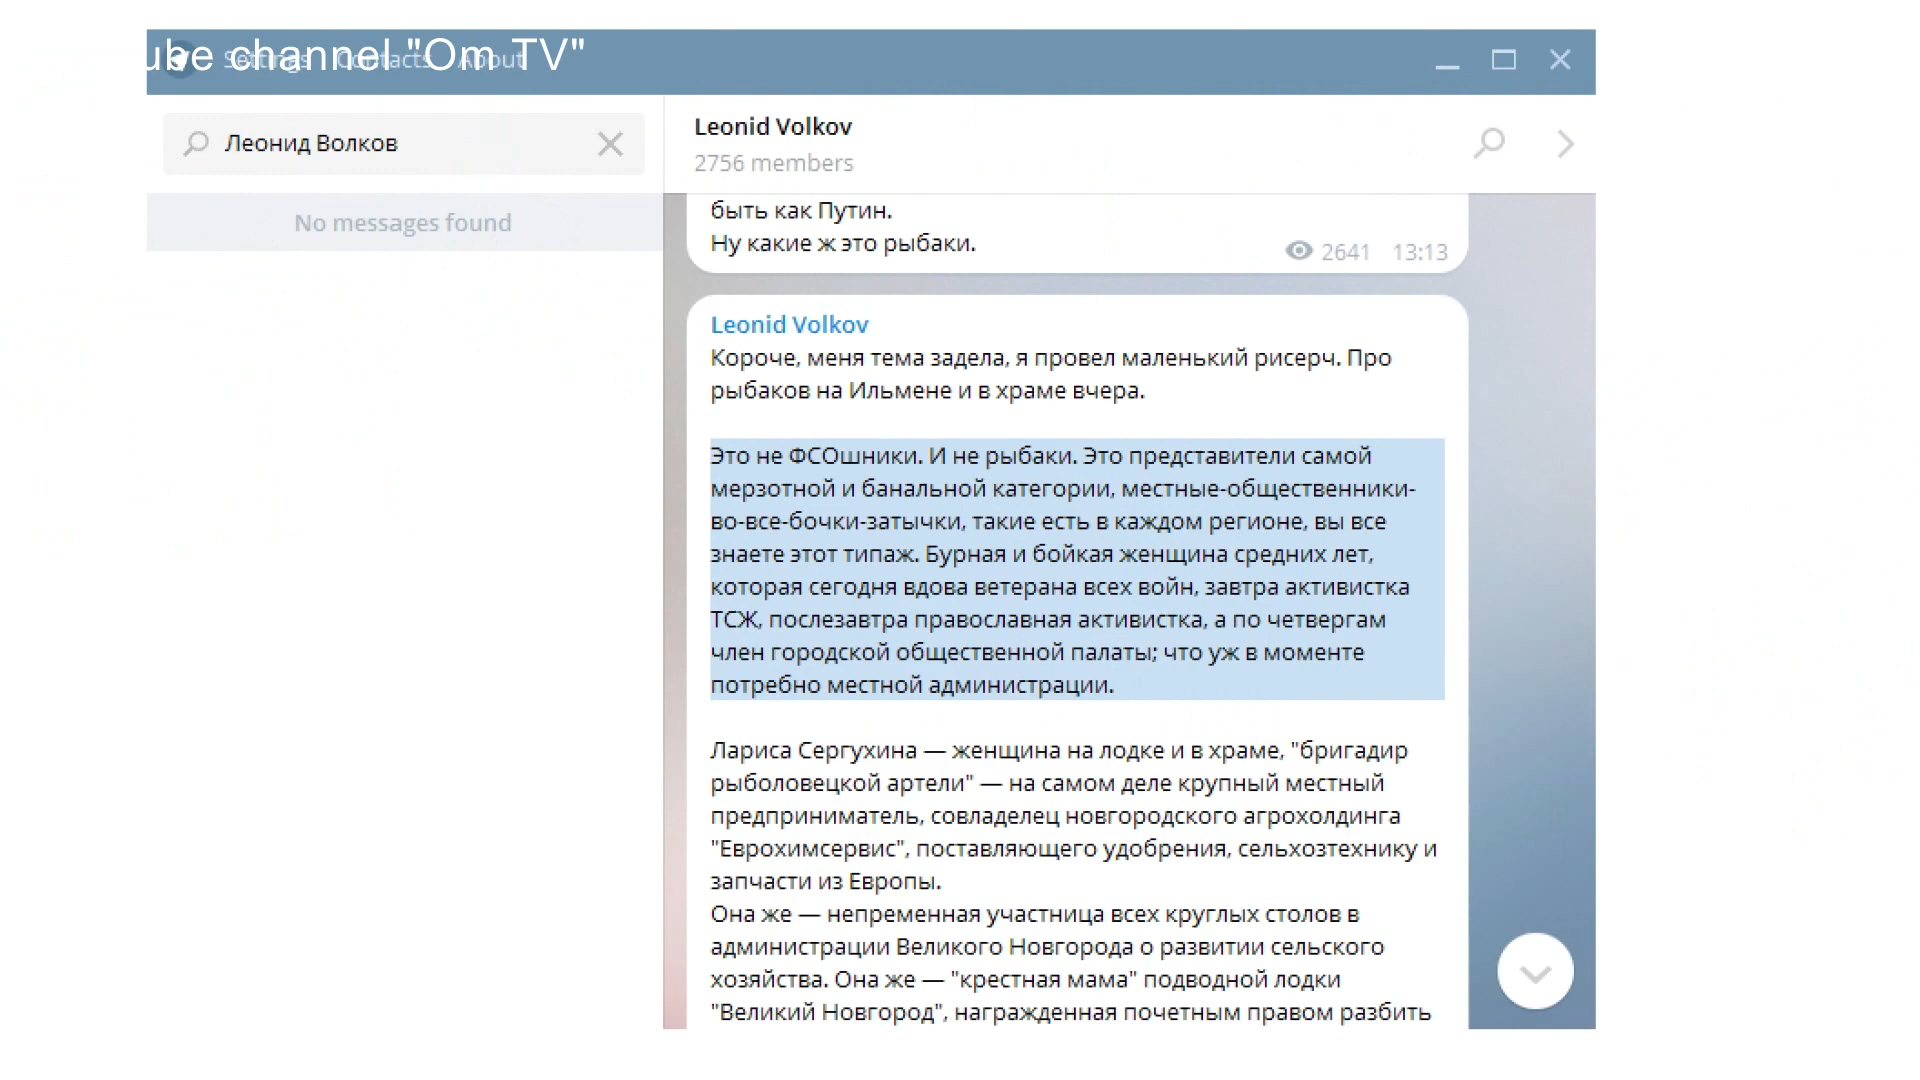 ube channel "Om TV"
Settings Contacts About
Леонид Волков
No messages found
Leonid Volkov
2756 members
быть как Путин.
Ну какие ж это рыбаки.
2641 13:13
Leonid Volkov
Короче, меня тема задела, я провел маленький рисерч. Про
рыбаков на Ильмене и в храме вчера.
Это не ФСОшники. И не рыбаки. Это представители самой
мерзотной и банальной категории, местные-общественники-
во-все-бочки-затычки, такие есть в каждом регионе, вы все
знаете этот типаж. Бурная и бойкая женщина средних лет,
которая сегодня вдова ветерана всех войн, завтра активистка
ТСЖ, послезавтра православная активистка, а по четвергам
член городской общественной палаты; что уж в моменте
потребно местной администрации.
Лариса Сергухина — женщина на лодке и в храме, "бригадир
рыболовецкой артели" — на самом деле крупный местный
предприниматель, совладелец новгородского агрохолдинга
"Еврохимсервис", поставляющего удобрения, сельхозтехнику и
запчасти из Европы.
Она же — непременная участница всех круглых столов в
администрации Великого Новгорода о развитии сельского
хозяйства. Она же — "крестная мама" подводной лодки
"Великий Новгород", награжденная почетным правом разбить